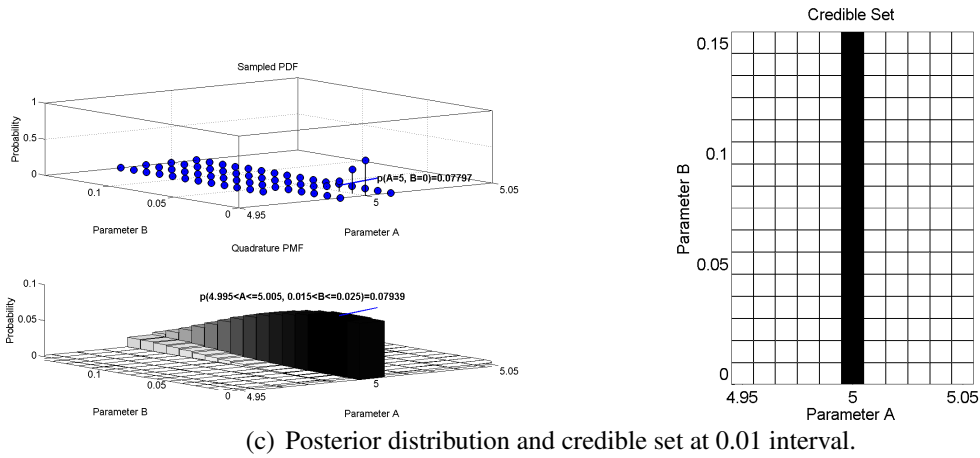 Sampled PDF
1
0.5
0
Probability
p(A=5, B=0)=0.07797
0.1
0.05
0
4.95
5
5.05
Parameter B
Parameter A
Quadrature PMF
0.1
0.05
0
Probability
p(4.995<A<=5.005, 0.015<B<=0.025)=0.07939
0.1
0.05
0
4.95
5
5.05
Parameter B
Parameter A
Credible Set
0.15
0.1
0.05
0
Parameter B
4.95
5
5.05
Parameter A
(c) Posterior distribution and credible set at 0.01 interval.